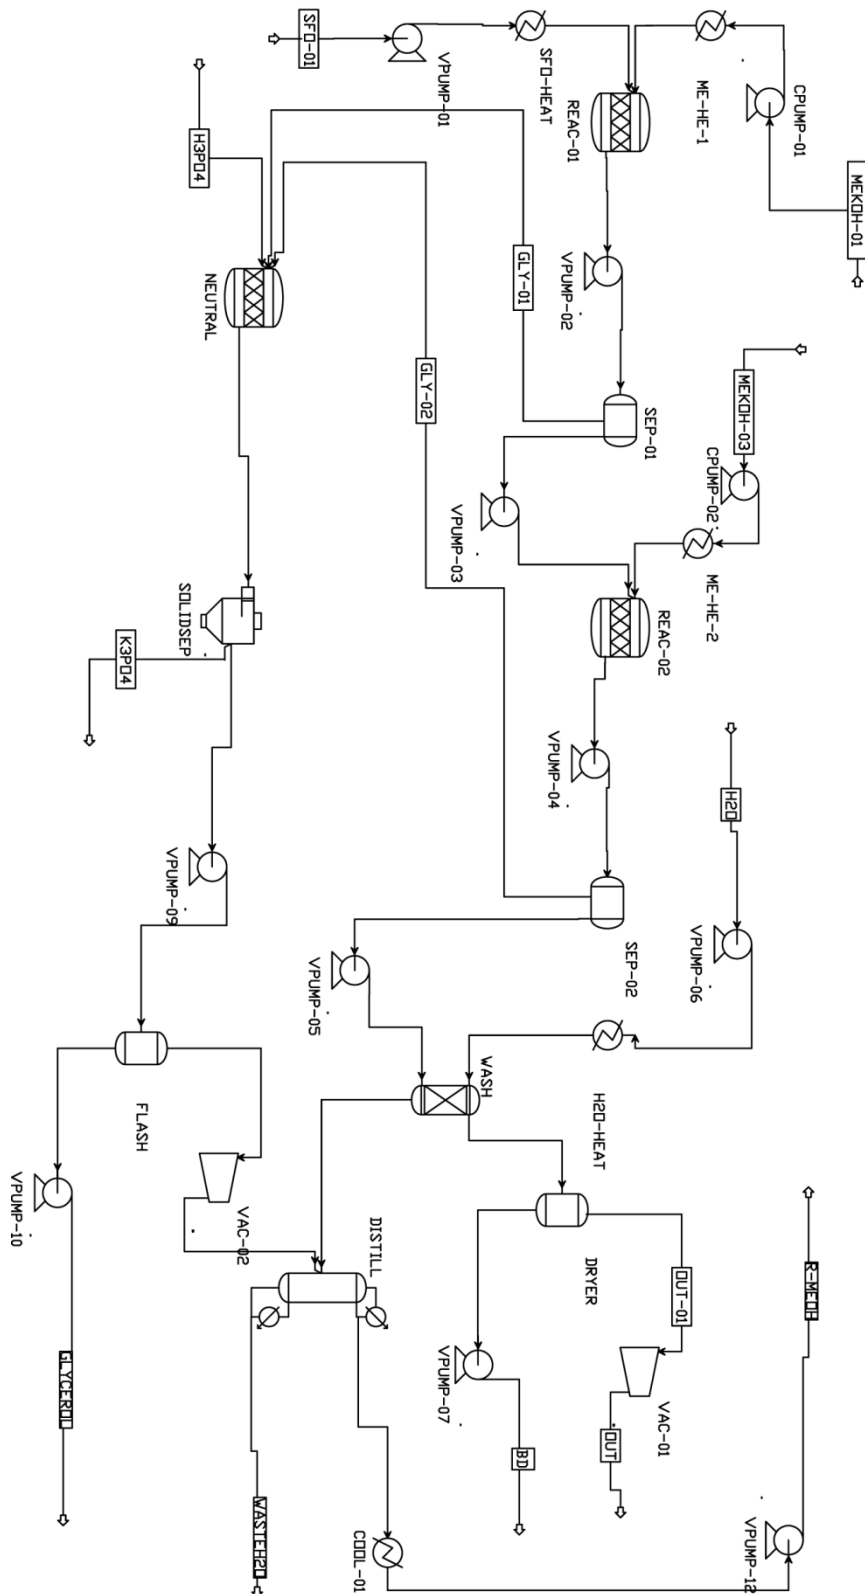 SFO-01
VPUMP-01
SFO-HEAT
REAC-01
ME-HE-1
CPUMP-01
MEKOH-01
H3PO4
NEUTRAL
GLY-01
VPUMP-02
SEP-01
GLY-02
VPUMP-03
MEKOH-03
CPUMP-02
ME-HE-2
REAC-02
SOLIDSEP
K3PO4
VPUMP-04
H2O
VPUMP-09
SEP-02
VPUMP-06
VPUMP-05
WASH
H2O-HEAT
FLASH
VPUMP-10
VAC-02
DISTILL
DRYER
OUT-01
VAC-01
R-MEOH
VPUMP-07
GLYCEROL
BD
OUT
WASTEH2O
COOL-01
VPUMP-12